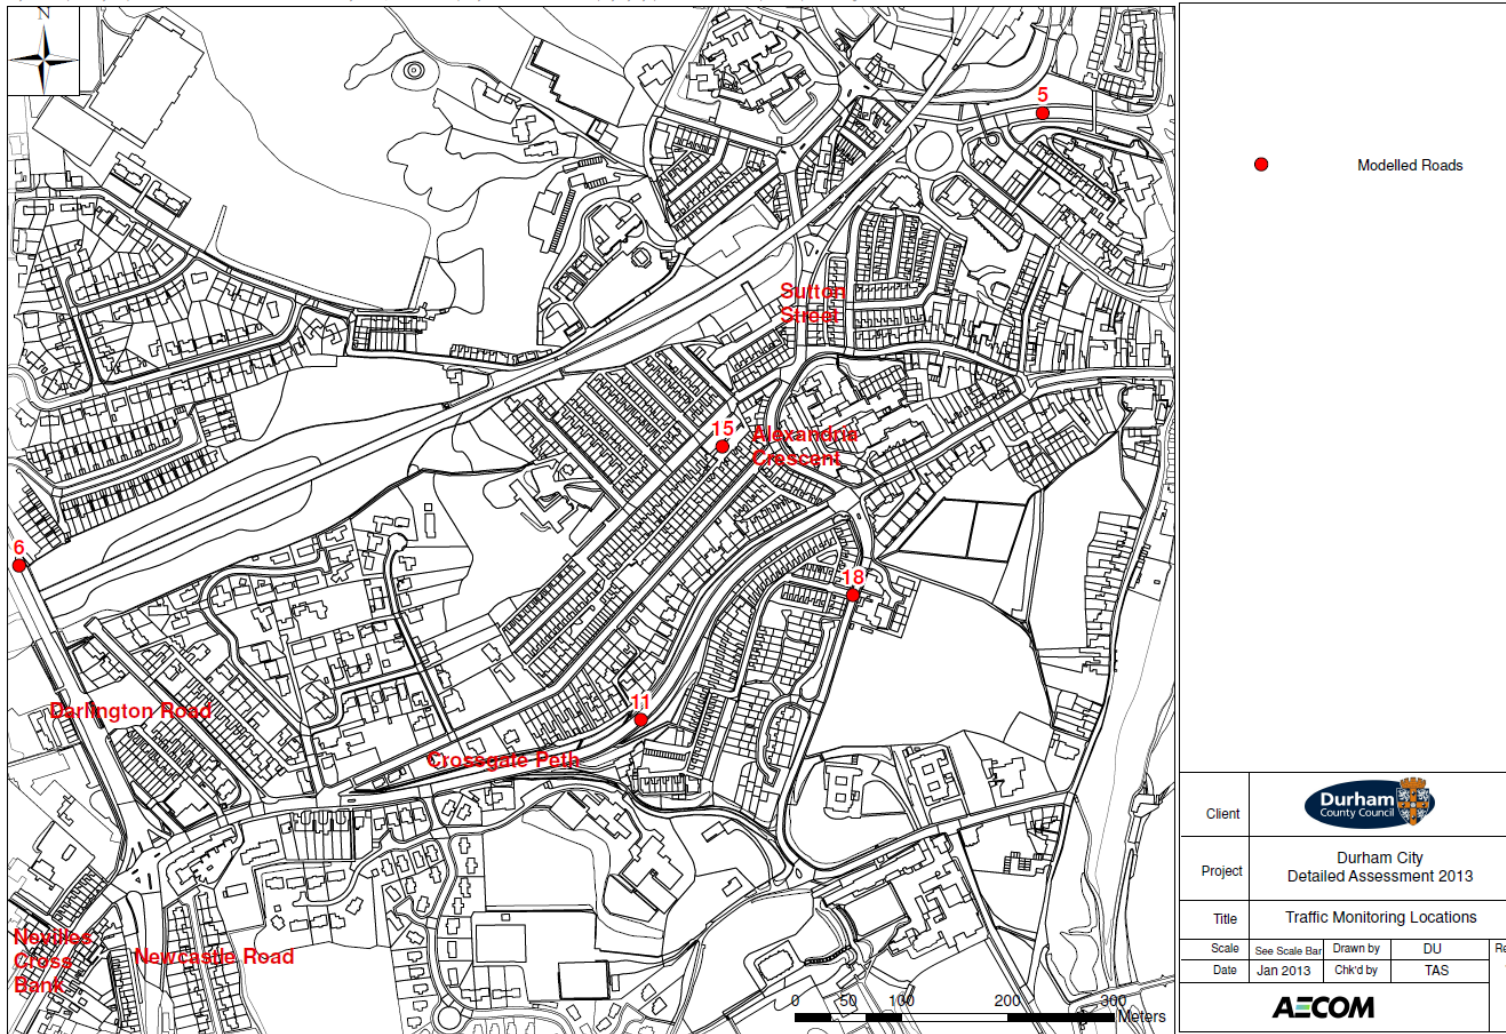 N
5
Sutton
Street
15
Alexandria
Crescent
6
18
11
Darlington Road
Crossgate Peth
Nevilles
Cross
Bank
Newcastle Road
0 50 100 200 300
Meters
Modelled Roads
Client
Durham
County Council
Project
Durham City
Detailed Assessment 2013
Title
Traffic Monitoring Locations
Scale
See Scale Bar
Drawn by
DU
Date
Jan 2013
Chk'd by
TAS
AECOM